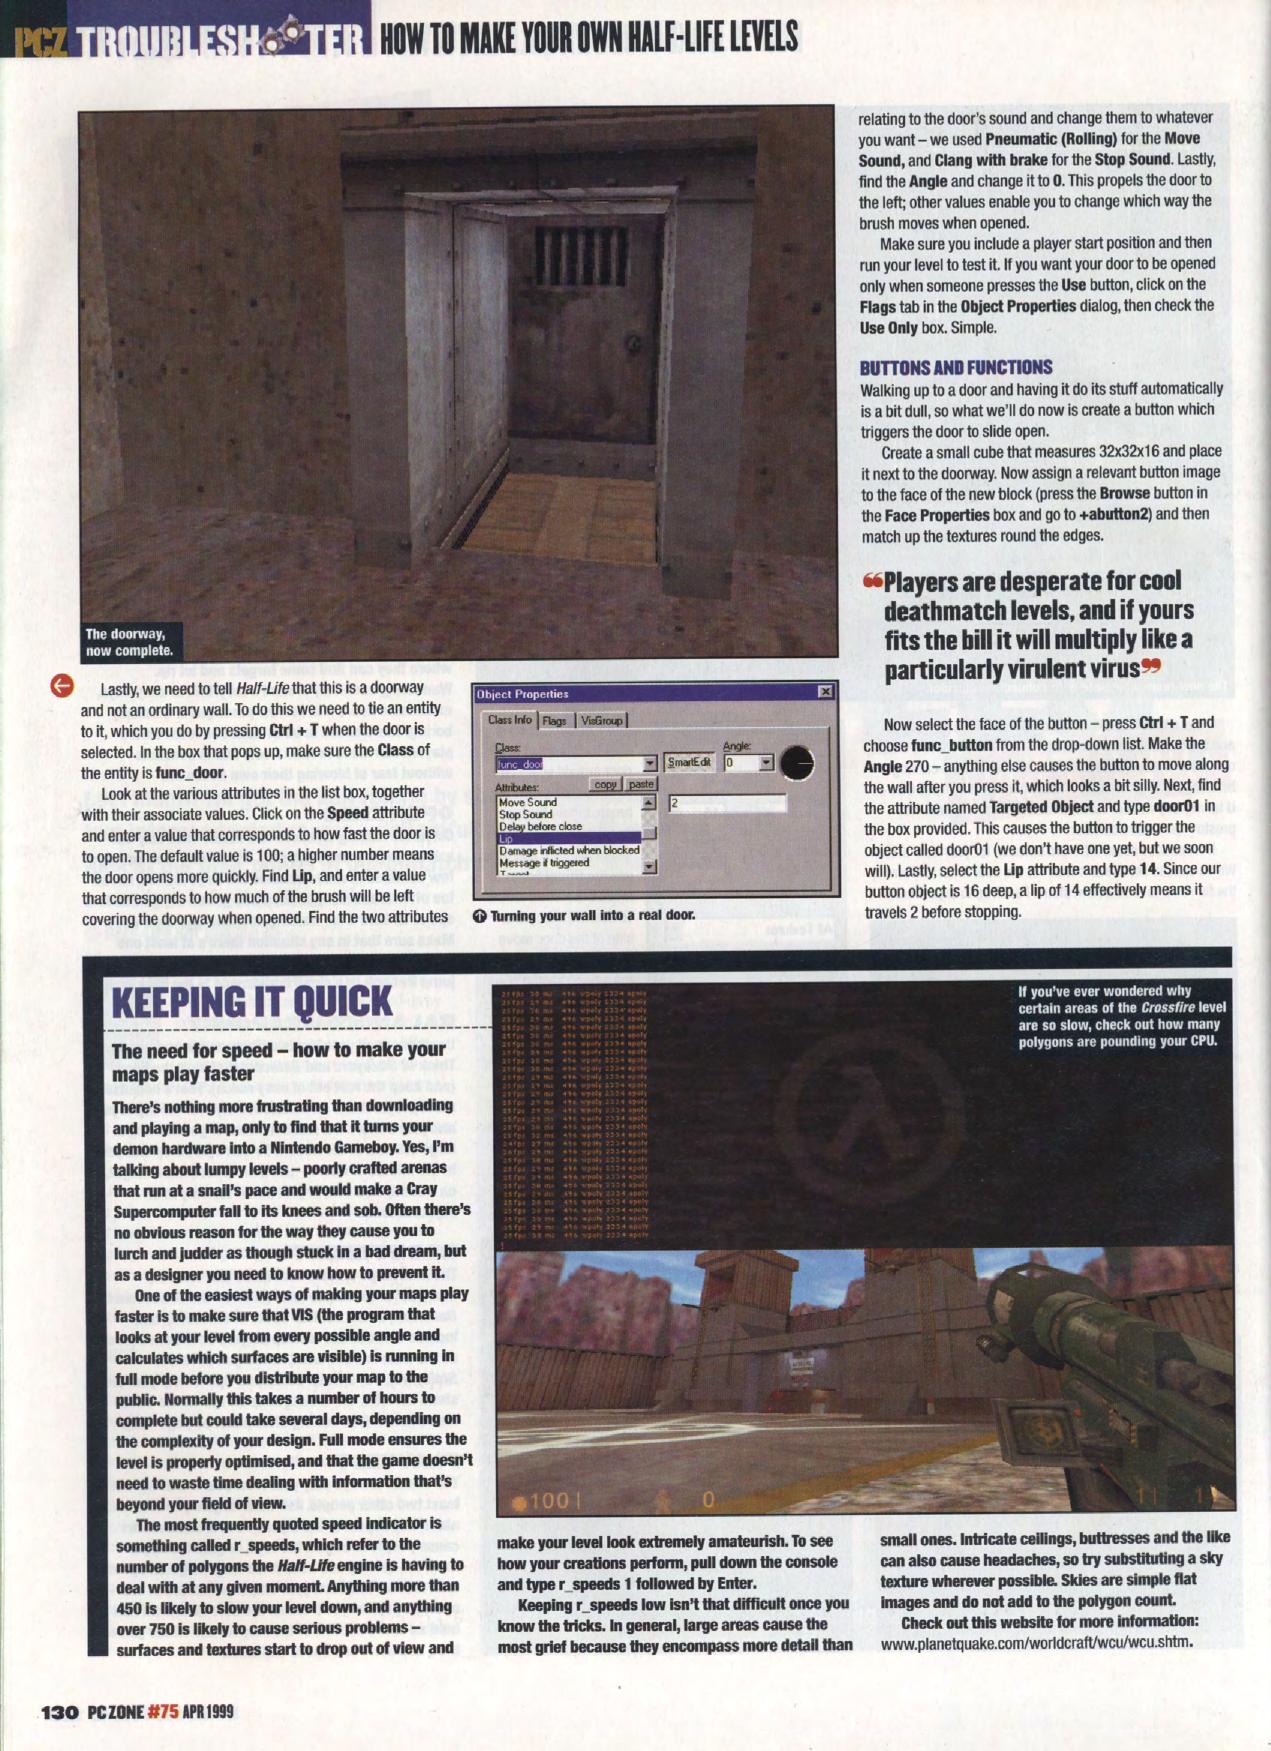 PCZ TROUBLESHOOTER HOW TO MAKE YOUR OWN HALF-LIFE LEVELS
The doorway,
now complete.
Lastly, we need to tell Half-Life that this is a doorway
and not an ordinary wall. To do this we need to tie an entity
to it, which you do by pressing Ctrl + T when the door is
selected. In the box that pops up, make sure the Class of
the entity is func_door.
Look at the various attributes in the list box, together
with their associate values. Click on the Speed attribute
and enter a value that corresponds to how fast the door is
to open. The default value is 100; a higher number means
the door opens more quickly. Find Lip, and enter a value
that corresponds to how much of the brush will be left
covering the doorway when opened. Find the two attributes
Object Properties
Class Info Flags VisGroup
Class:
func_door
SmartEdit
Angle:
0
Attributes:
copy paste
Move Sound
Stop Sound
Delay before close
Lip
Damage inflicted when blocked
Message if triggered
2
Turning your wall into a real door.
relating to the door's sound and change them to whatever
you want – we used Pneumatic (Rolling) for the Move
Sound, and Clang with brake for the Stop Sound. Lastly,
find the Angle and change it to 0. This propels the door to
the left; other values enable you to change which way the
brush moves when opened.
Make sure you include a player start position and then
run your level to test it. If you want your door to be opened
only when someone presses the Use button, click on the
Flags tab in the Object Properties dialog, then check the
Use Only box. Simple.
BUTTONS AND FUNCTIONS
Walking up to a door and having it do its stuff automatically
is a bit dull, so what we'll do now is create a button which
triggers the door to slide open.
Create a small cube that measures 32x32x16 and place
it next to the doorway. Now assign a relevant button image
to the face of the new block (press the Browse button in
the Face Properties box and go to +abutton2) and then
match up the textures round the edges.
“Players are desperate for cool
deathmatch levels, and if yours
fits the bill it will multiply like a
particularly virulent virus”
Now select the face of the button – press Ctrl + T and
choose func_button from the drop-down list. Make the
Angle 270 – anything else causes the button to move along
the wall after you press it, which looks a bit silly. Next, find
the attribute named Targeted Object and type door01 in
the box provided. This causes the button to trigger the
object called door01 (we don't have one yet, but we soon
will). Lastly, select the Lip attribute and type 14. Since our
button object is 16 deep, a lip of 14 effectively means it
travels 2 before stopping.
KEEPING IT QUICK
The need for speed – how to make your
maps play faster
There's nothing more frustrating than downloading
and playing a map, only to find that it turns your
demon hardware into a Nintendo Gameboy. Yes, I'm
talking about lumpy levels – poorly crafted arenas
that run at a snail's pace and would make a Cray
Supercomputer fall to its knees and sob. Often there's
no obvious reason for the way they cause you to
lurch and judder as though stuck in a bad dream, but
as a designer you need to know how to prevent it.
One of the easiest ways of making your maps play
faster is to make sure that VIS (the program that
looks at your level from every possible angle and
calculates which surfaces are visible) is running in
full mode before you distribute your map to the
public. Normally this takes a number of hours to
complete but could take several days, depending on
the complexity of your design. Full mode ensures the
level is properly optimised, and that the game doesn't
need to waste time dealing with information that's
beyond your field of view.
The most frequently quoted speed indicator is
something called r_speeds, which refer to the
number of polygons the Half-Life engine is having to
deal with at any given moment. Anything more than
450 is likely to slow your level down, and anything
over 750 is likely to cause serious problems –
surfaces and textures start to drop out of view and
If you've ever wondered why
certain areas of the Crossfire level
are so slow, check out how many
polygons are pounding your CPU.
100
0
make your level look extremely amateurish. To see
how your creations perform, pull down the console
and type r_speeds 1 followed by Enter.
Keeping r_speeds low isn't that difficult once you
know the tricks. In general, large areas cause the
most grief because they encompass more detail than
small ones. Intricate ceilings, buttresses and the like
can also cause headaches, so try substituting a sky
texture wherever possible. Skies are simple flat
images and do not add to the polygon count.
Check out this website for more information:
www.planetquake.com/worldcraft/wcu/wcu.shtm.
130 PC ZONE #75 APR 1999